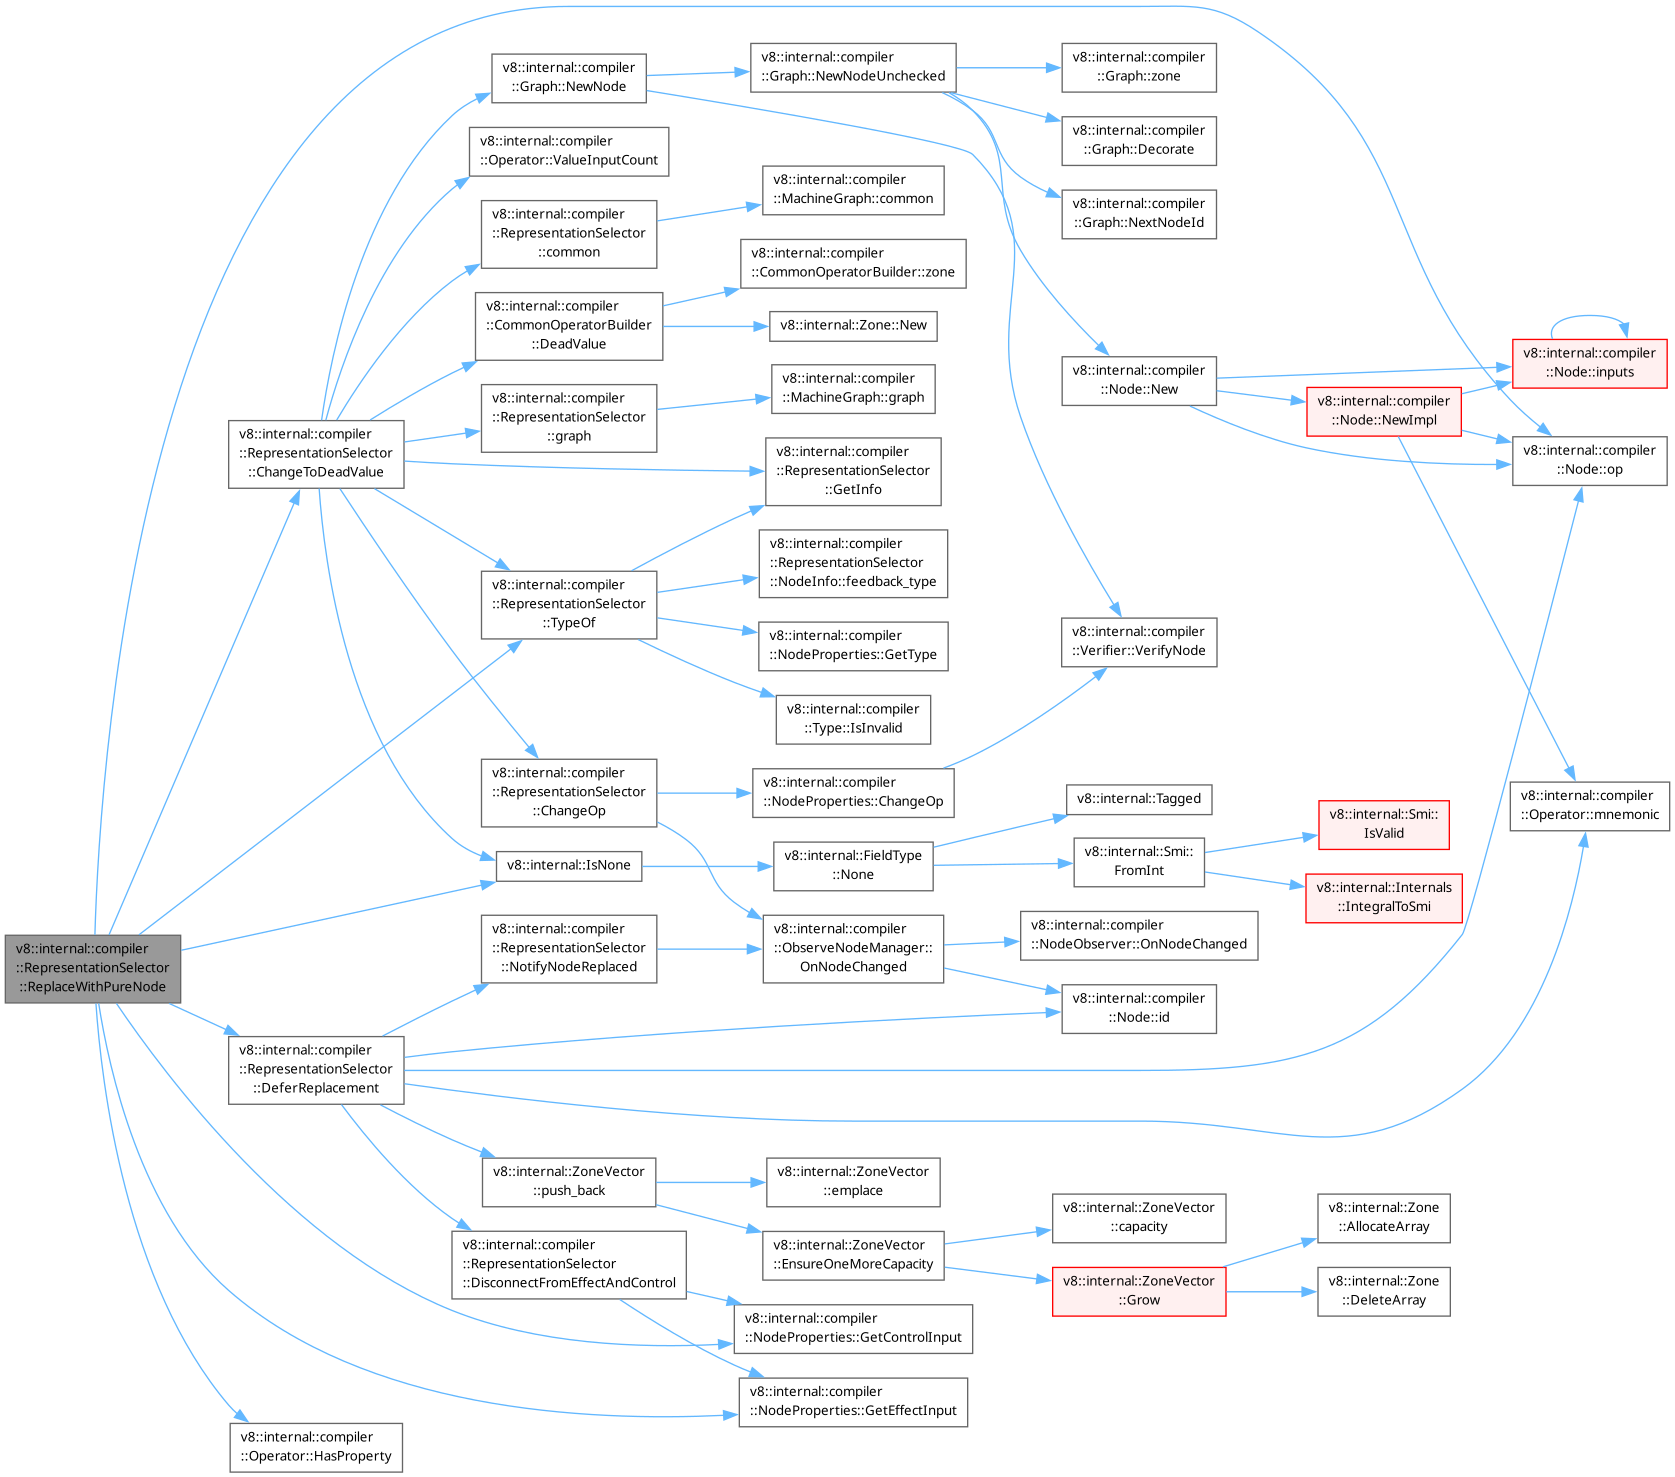 v8::internal::compiler
::RepresentationSelector
::ReplaceWithPureNode
v8::internal::compiler
::RepresentationSelector
::ChangeToDeadValue
v8::internal::compiler
::RepresentationSelector
::DeferReplacement
v8::internal::compiler
::Operator::HasProperty
v8::internal::compiler
::Graph::NewNode
v8::internal::compiler
::Operator::ValueInputCount
v8::internal::compiler
::RepresentationSelector
::common
v8::internal::compiler
::CommonOperatorBuilder
::DeadValue
v8::internal::compiler
::RepresentationSelector
::graph
v8::internal::compiler
::RepresentationSelector
::TypeOf
v8::internal::compiler
::RepresentationSelector
::ChangeOp
v8::internal::IsNone
v8::internal::compiler
::RepresentationSelector
::NotifyNodeReplaced
v8::internal::ZoneVector
::push_back
v8::internal::compiler
::RepresentationSelector
::DisconnectFromEffectAndControl
v8::internal::compiler
::Graph::NewNodeUnchecked
v8::internal::compiler
::MachineGraph::common
v8::internal::compiler
::CommonOperatorBuilder::zone
v8::internal::Zone::New
v8::internal::compiler
::MachineGraph::graph
v8::internal::compiler
::RepresentationSelector
::GetInfo
v8::internal::compiler
::RepresentationSelector
::NodeInfo::feedback_type
v8::internal::compiler
::NodeProperties::GetType
v8::internal::compiler
::Type::IsInvalid
v8::internal::compiler
::NodeProperties::ChangeOp
v8::internal::FieldType
::None
v8::internal::compiler
::ObserveNodeManager::
OnNodeChanged
v8::internal::ZoneVector
::emplace
v8::internal::ZoneVector
::EnsureOneMoreCapacity
v8::internal::compiler
::NodeProperties::GetControlInput
v8::internal::compiler
::NodeProperties::GetEffectInput
v8::internal::compiler
::Graph::zone
v8::internal::compiler
::Graph::Decorate
v8::internal::compiler
::Graph::NextNodeId
v8::internal::compiler
::Node::New
v8::internal::compiler
::Verifier::VerifyNode
v8::internal::Tagged
v8::internal::Smi::
FromInt
v8::internal::compiler
::NodeObserver::OnNodeChanged
v8::internal::compiler
::Node::id
v8::internal::ZoneVector
::capacity
v8::internal::ZoneVector
::Grow
v8::internal::compiler
::Node::NewImpl
v8::internal::Smi::
IsValid
v8::internal::Internals
::IntegralToSmi
v8::internal::Zone
::AllocateArray
v8::internal::Zone
::DeleteArray
v8::internal::compiler
::Node::inputs
v8::internal::compiler
::Node::op
v8::internal::compiler
::Operator::mnemonic